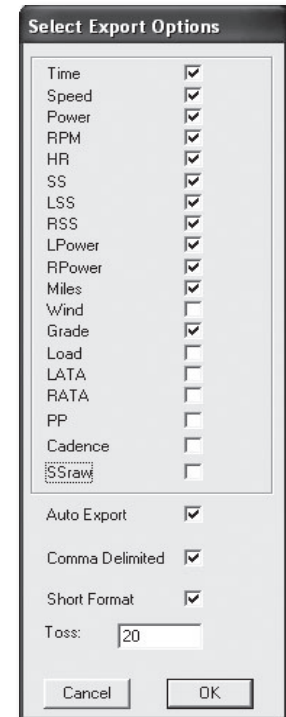 Select Export Options
Time
Speed
Power
RPM
HR
SS
LSS
RSS
LPower
RPower
Miles
Wind
Grade
Load
LATA
RATA
PP
Cadence
SSraw
Auto Export
Comma Delimited
Short Format
Toss: 20
Cancel OK